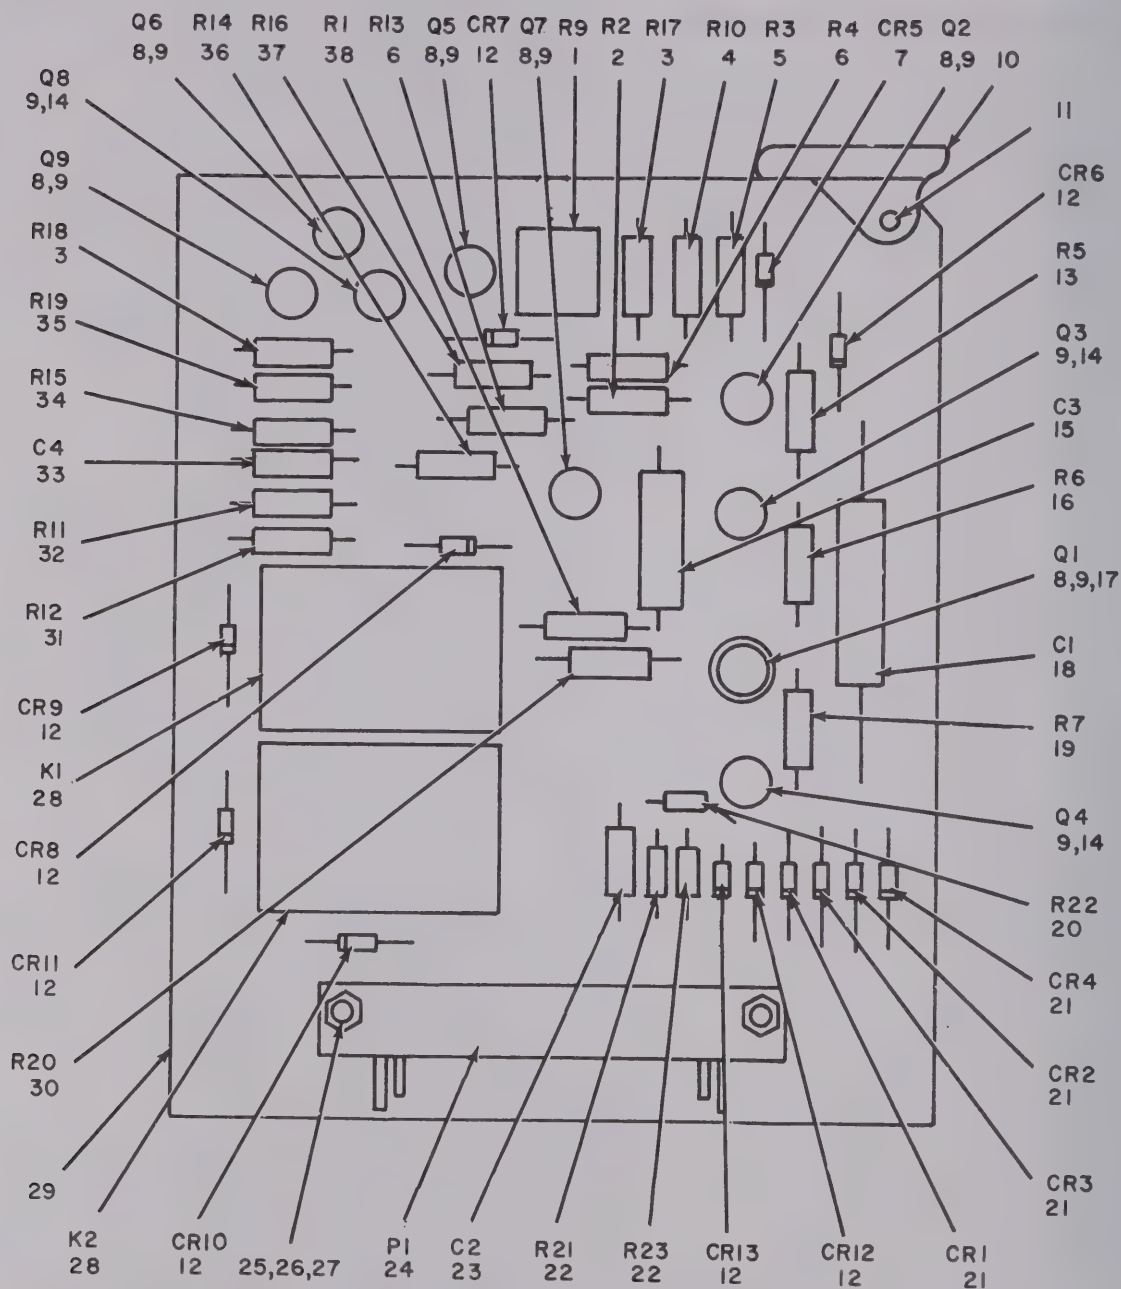 Q6 R14 R16 R1 R13 Q5 CR7 Q7 R9 R2 R17 R10 R3 R4 CR5 Q2
8,9 36 37 38 6 8,9 12 8,9 1 2 3 4 5 6 7 8,9 10
Q8
9,14
Q9
8,9
R18
3
R19
35
R15
34
C4
33
R11
32
R12
31
CR9
12
K1
28
CR8
12
CR11
12
R20
30
29
11
CR6
12
R5
13
Q3
9,14
C3
15
R6
16
Q1
8,9,17
C1
18
R7
19
Q4
9,14
R22
20
CR4
21
CR2
21
CR3
21
K2 CR10 P1 C2 R21 R23 CR13 CR12 CR1
28 12 25,26,27 24 23 22 22 12 12 21